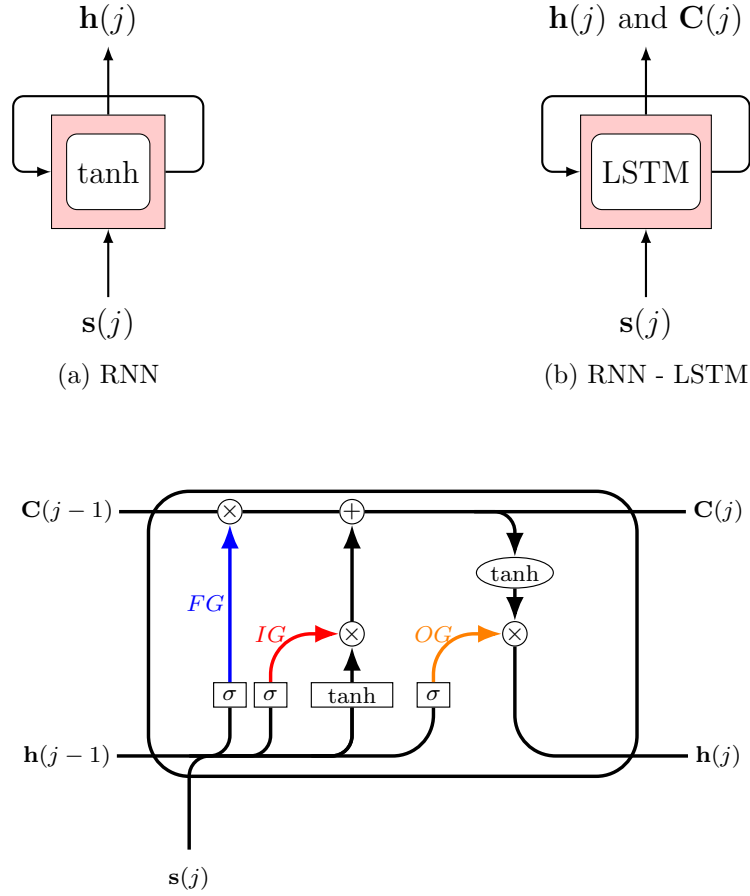 h(j)
h(j) and C(j)
tanh
LSTM
s(j)
s(j)
(a) RNN
(b) RNN - LSTM
C(j−1)
×
+
C(j)
tanh
FG
IG
×
OG
×
σ
σ
tanh
σ
h(j−1)
h(j)
s(j)